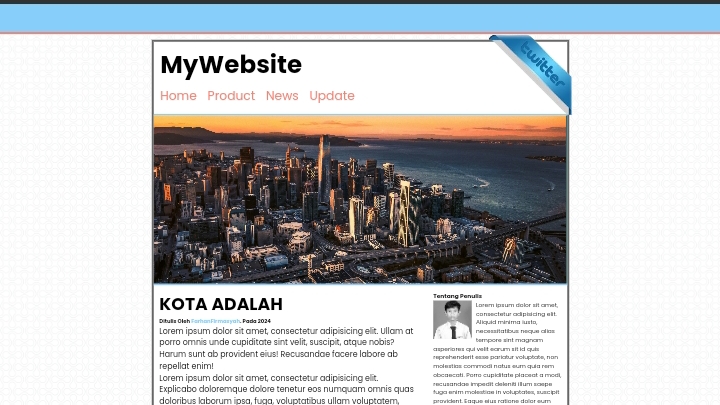 MyWebsite
twitter
Home Product News Update
KOTA ADALAH
Ditulis Oleh FarhanFirmansyah. Pada 2024
Lorem ipsum dolor sit amet, consectetur adipisicing elit. Ullam at
porro omnis unde cupiditate sint velit, suscipit, atque nobis?
Harum sunt ab provident eius! Recusandae facere labore ab
repellat enim!
Lorem ipsum dolor sit amet, consectetur adipisicing elit.
Explicabo doloremque dolore tenetur eos numquam omnis quas
doloribus laborum ipsa, fuga, voluptatibus ullam voluptatem,
Tentang Penulis
Lorem ipsum dolor sit amet,
consectetur adipisicing elit.
Aliquid minima iusto,
necessitatibus neque alias
tempore sint magnam
asperiores qui velit earum sit id quis
reprehenderit esse pariatur voluptate, non
molestias commodi natus eum quia rem
obcaecati. Porro cupiditate placeat a modi,
recusandae impedit deleniti illum saepe
fuga enim molestiae in voluptates, suscipit
provident. Eaque eius ratione dolor eum